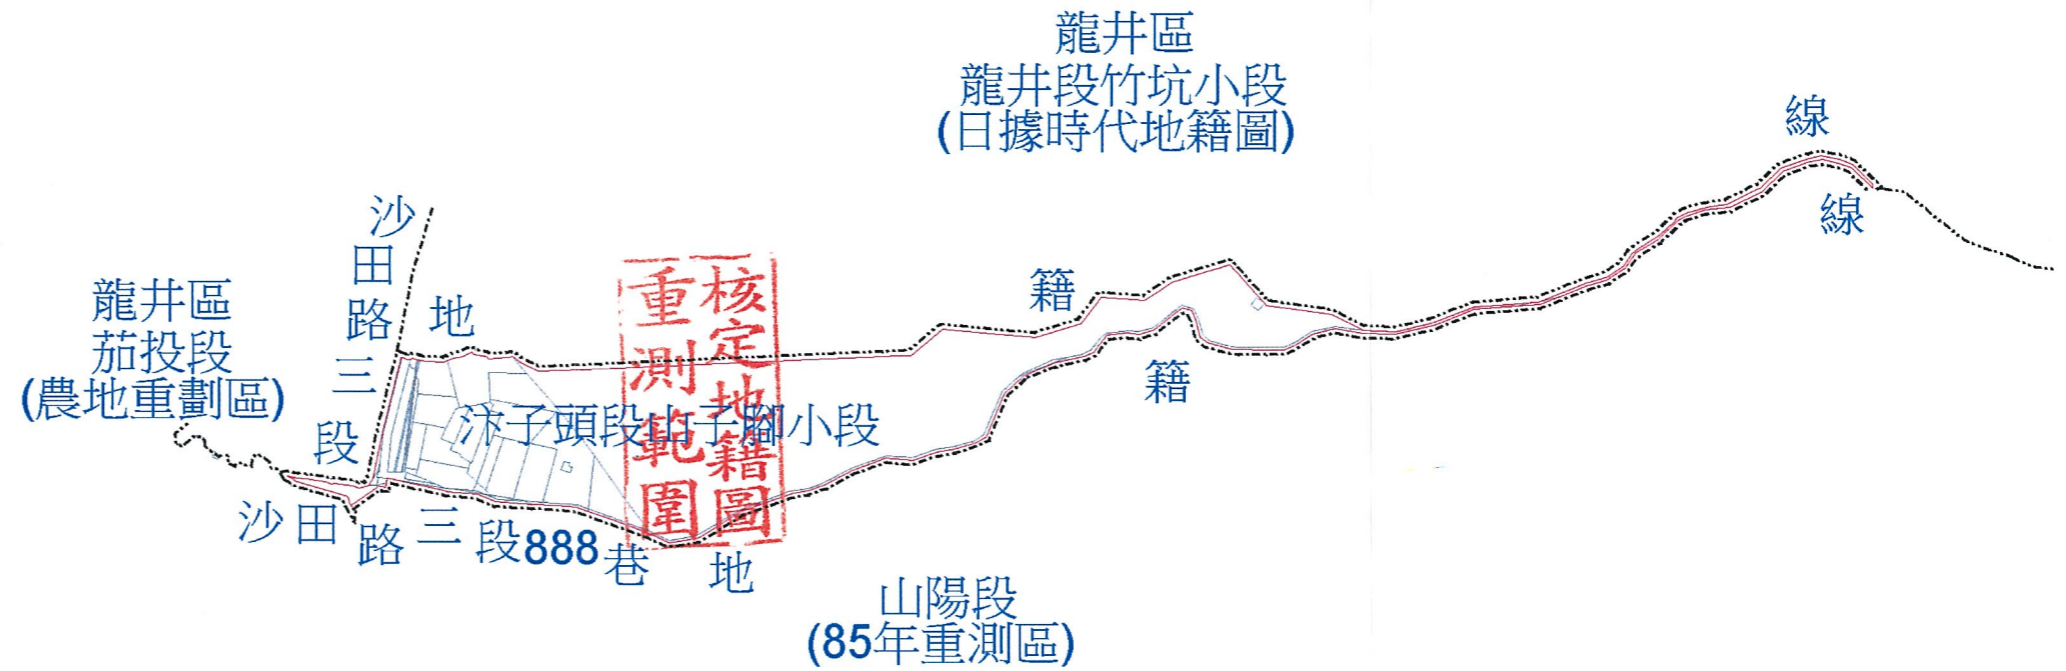 龍井區
龍井段竹坑小段
(日據時代地籍圖)
龍井區
茄投段
(農地重劃區)
沙田路三段
地籍線
汴子頭段山子腳小段
核定地籍圖
重測範圍
沙田路三段888巷
地籍線
山陽段
(85年重測區)